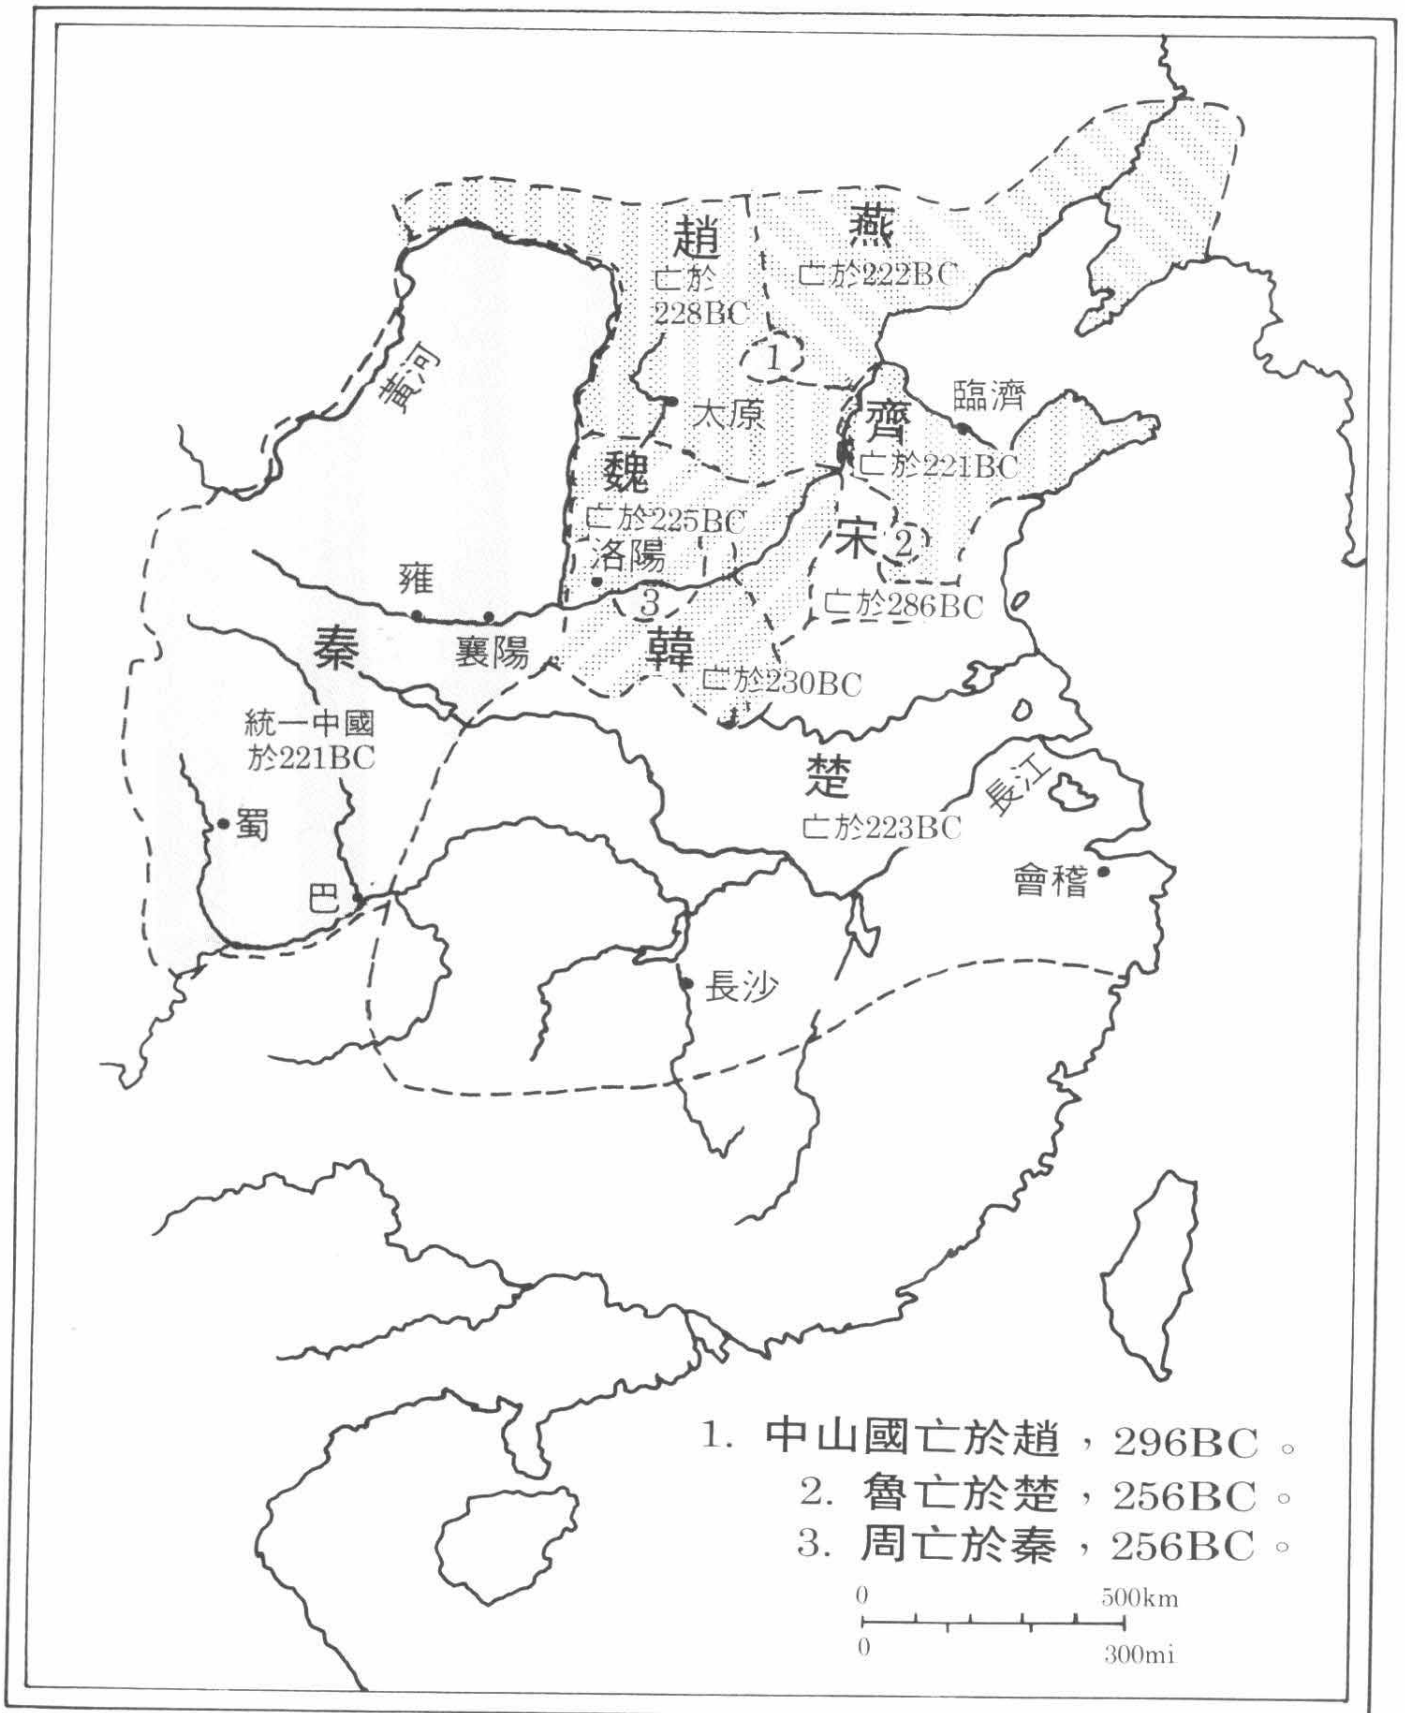 趙
亡於
228BC
燕
亡於222BC
1
黃河
太原
齊
臨濟
亡於221BC
魏
亡於225BC
洛陽
宋
2
亡於286BC
雍
襄陽
3
秦
韓
亡於230BC
統一中國
於221BC
楚
亡於223BC
長江
蜀
巴
會稽
長沙
1. 中山國亡於趙，296BC。
2. 魯亡於楚，256BC。
3. 周亡於秦，256BC。
0 500km
0 300mi